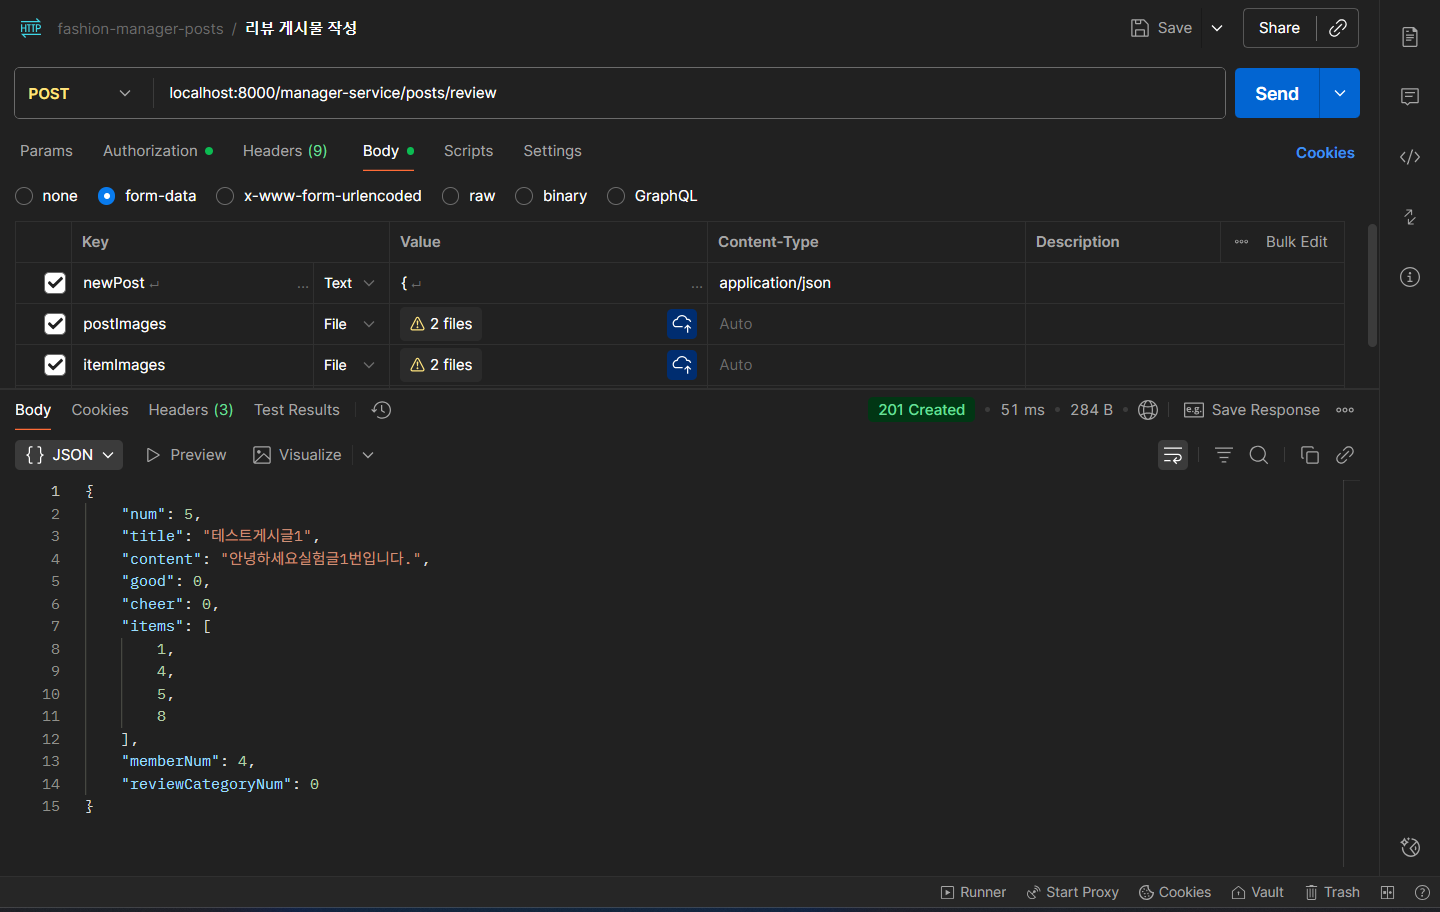 HTTP fashion-manager-posts / 리뷰 게시물 작성 Save Share
POST localhost:8000/manager-service/posts/review Send
Params Authorization Headers (9) Body Scripts Settings Cookies
none form-data x-www-form-urlencoded raw binary GraphQL
Key Value Content-Type Description Bulk Edit
newPost ↵ ... Text { ↵ ... application/json
postImages File 2 files Auto
itemImages File 2 files Auto
Body Cookies Headers (3) Test Results 201 Created • 51 ms • 284 B • e.g. Save Response
{} JSON Preview Visualize
1 {
2 "num": 5,
3 "title": "테스트게시글1",
4 "content": "안녕하세요실험글1번입니다.",
5 "good": 0,
6 "cheer": 0,
7 "items": [
8 1,
9 4,
10 5,
11 8
12 ],
13 "memberNum": 4,
14 "reviewCategoryNum": 0
15 }
Runner Start Proxy Cookies Vault Trash